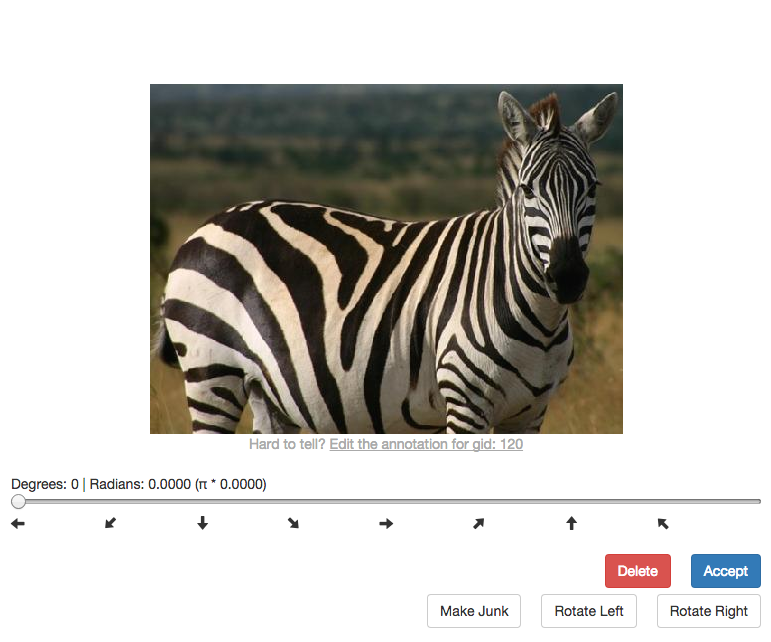 Hard to tell? Edit the annotation for gid: 120
Degrees: 0 | Radians: 0.0000 (π * 0.0000)
Delete
Accept
Make Junk
Rotate Left
Rotate Right